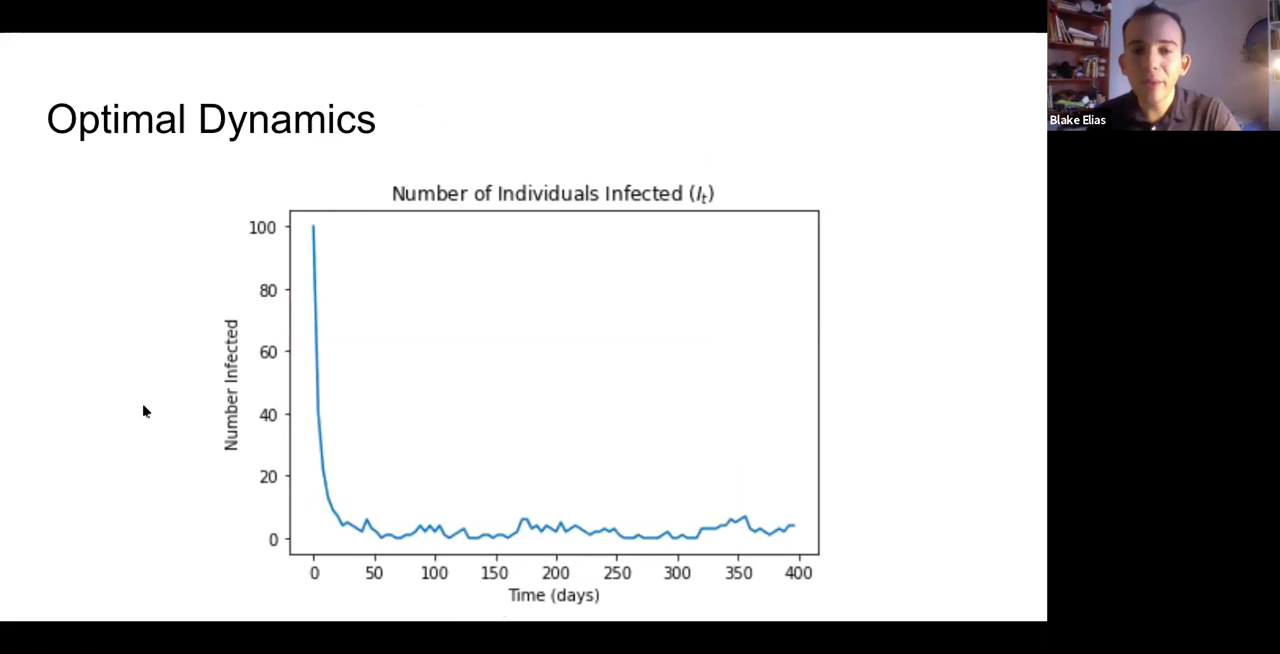 Optimal Dynamics
Blake Elias
Number of Individuals Infected (I_t)
Number Infected
100
80
60
40
20
0
0 50 100 150 200 250 300 350 400
Time (days)